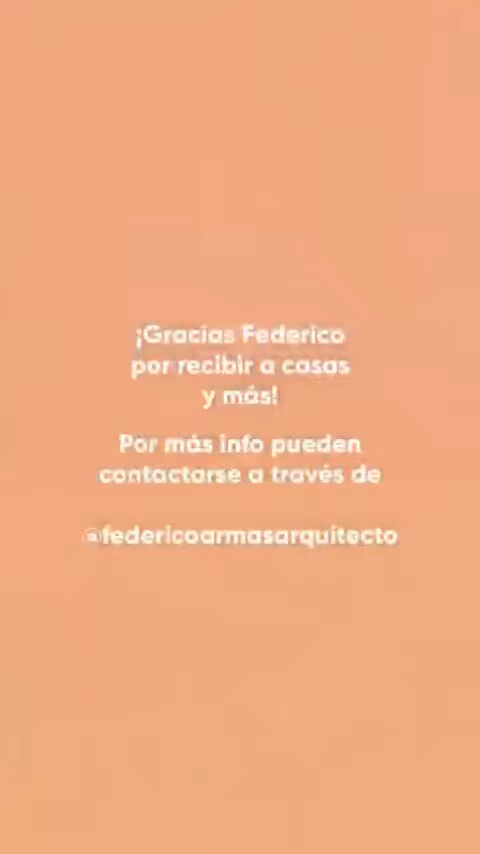 ¡Gracias Federico
por recibir a casas
y más!
Por más info pueden
contactarse a través de
@federicoarmasarquitecto